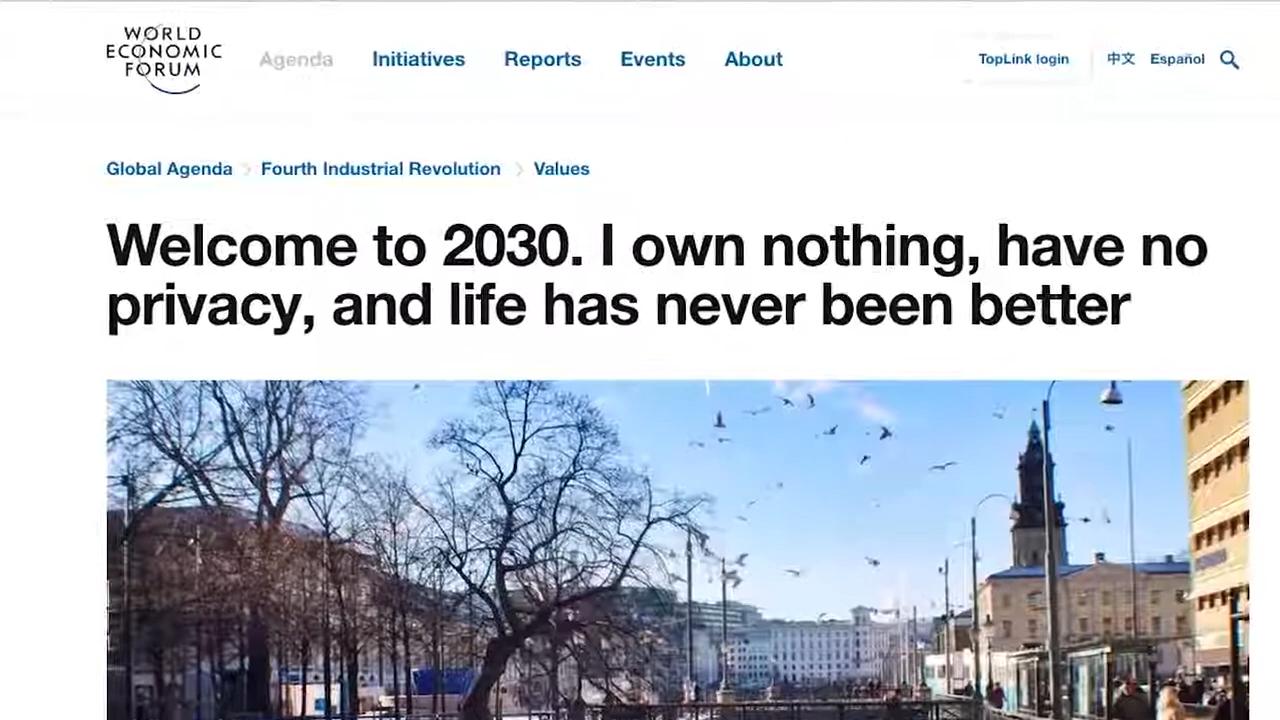 WORLD
ECONOMIC
FORUM
Agenda Initiatives Reports Events About TopLink login 中文 Español
Global Agenda Fourth Industrial Revolution Values
Welcome to 2030. I own nothing, have no
privacy, and life has never been better